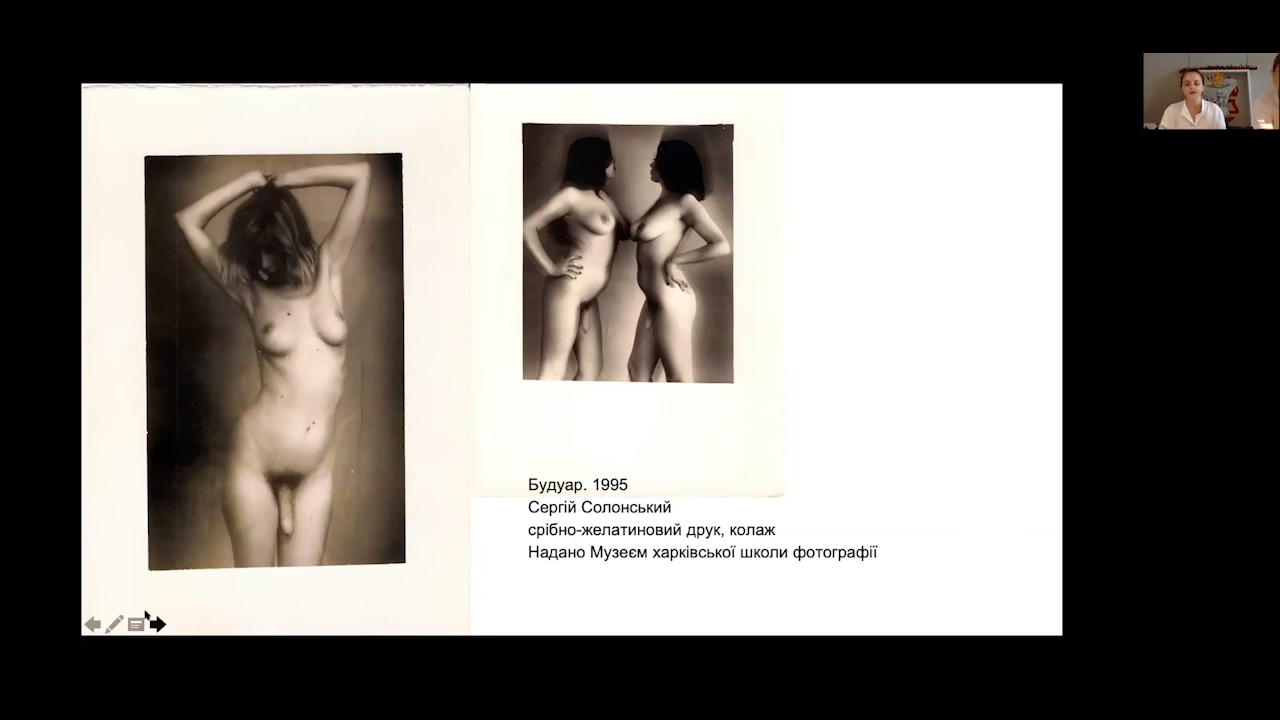 Будуар. 1995
Сергій Солонський
срібно-желатиновий друк, колаж
Надано Музеєм харківської школи фотографії